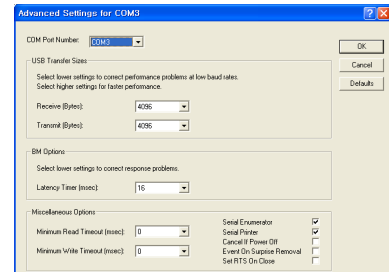 Advanced Settings for COM3
COM Port Number: COM3
OK
Cancel
Defaults
USB Transfer Sizes
Select lower settings to correct performance problems at low baud rates.
Select higher settings for faster performance.
Receive (Bytes): 4096
Transmit (Bytes): 4096
BM Options
Select lower settings to correct response problems.
Latency Timer (msec): 16
Miscellaneous Options
Minimum Read Timeout (msec): 0
Minimum Write Timeout (msec): 0
Serial Enumerator
Serial Printer
Cancel If Power Off
Event On Surprise Removal
Set RTS On Close